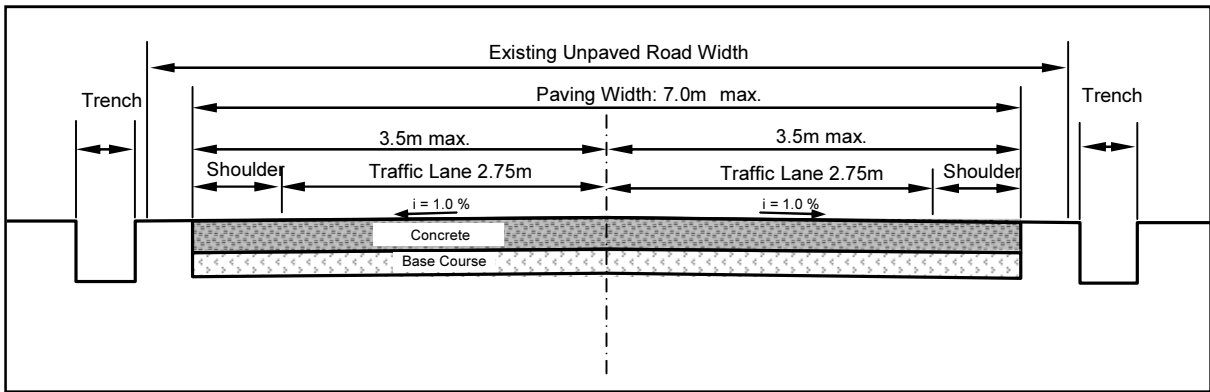 Existing Unpaved Road Width
Trench
Paving Width: 7.0m max.
Trench
3.5m max.
3.5m max.
Shoulder
Traffic Lane 2.75m
Traffic Lane 2.75m
Shoulder
i = 1.0 %
i = 1.0 %
Concrete
Base Course